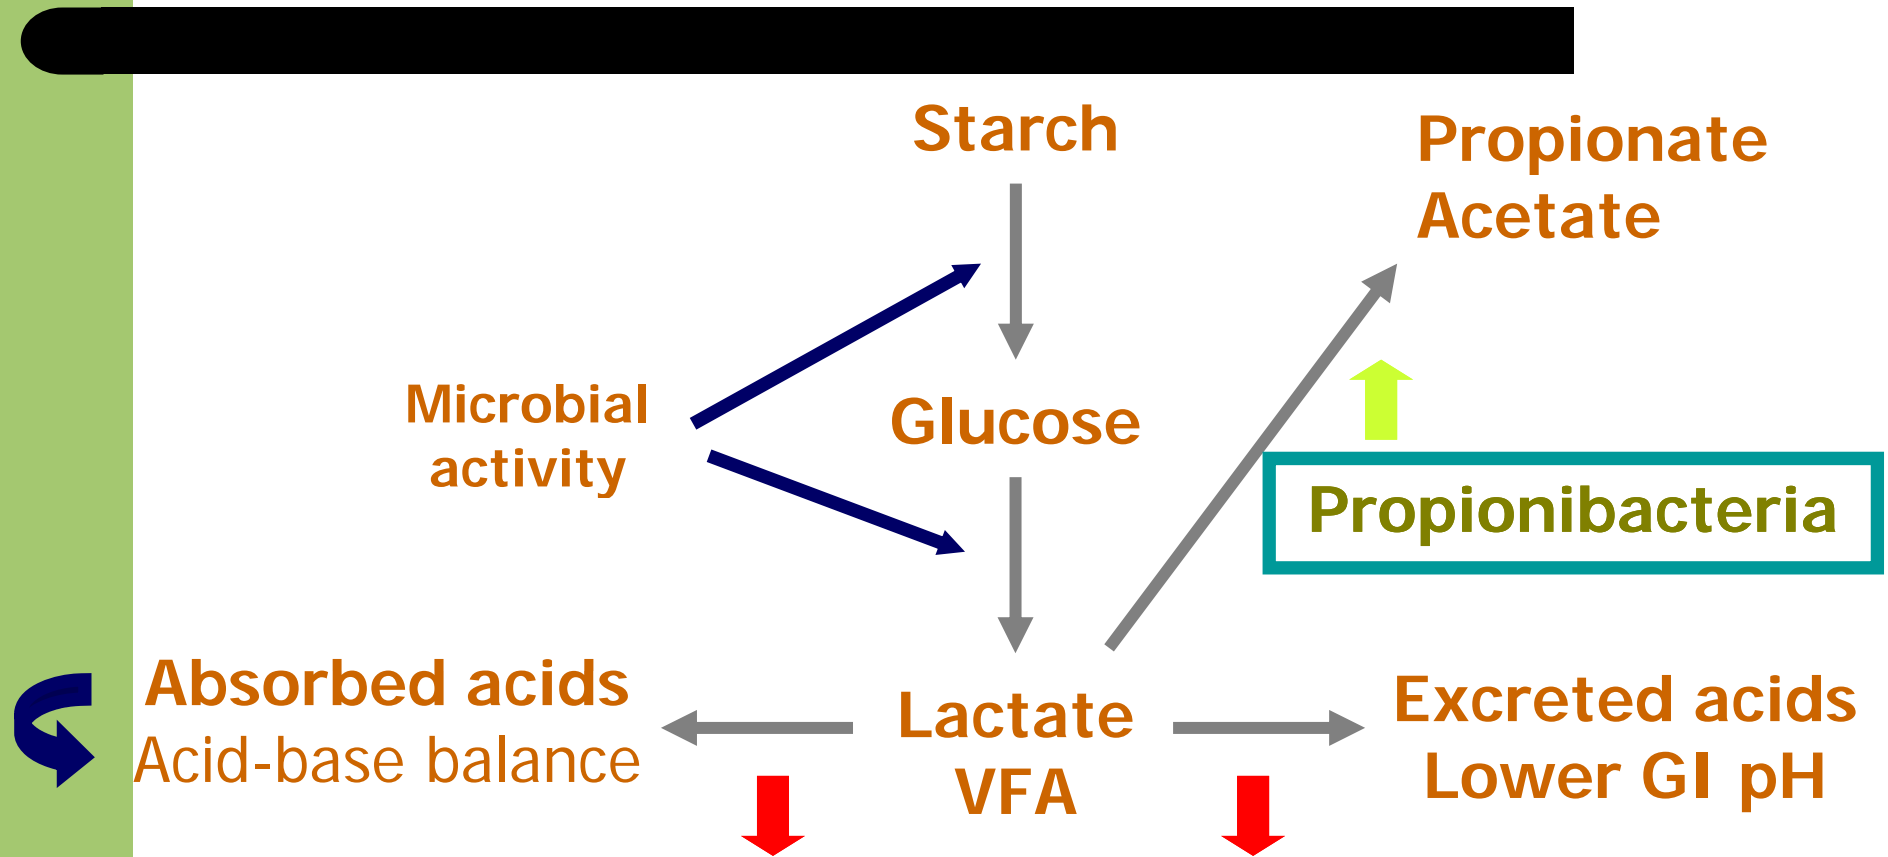 Starch
Propionate
Acetate
Microbial
activity
Glucose
Propionibacteria
Absorbed acids
Acid-base balance
Lactate
VFA
Excreted acids
Lower GI pH